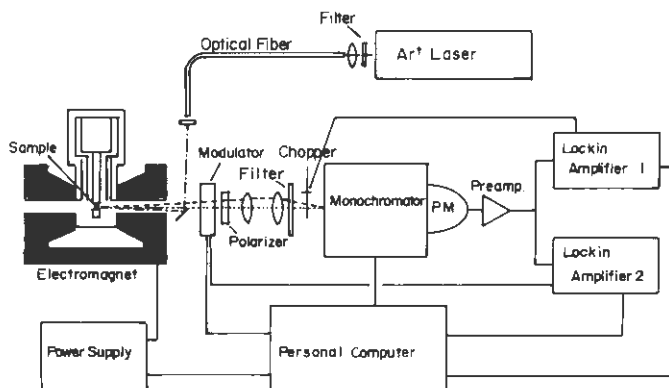 Filter
Optical Fiber
Ar⁺ Laser
Sample
Modulator
Chopper
Filter
Lockin
Amplifier 1
Preamp.
Monochromator
PM
Polarizer
Electromagnet
Lockin
Amplifier 2
Power Supply
Personal Computer